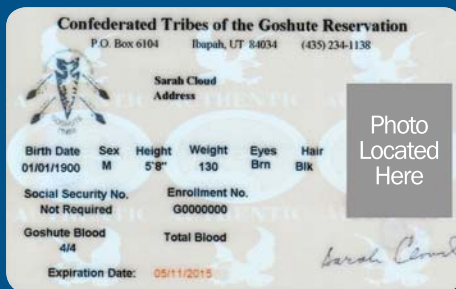 Confederated Tribes of the Goshute Reservation
P.O. Box 6104 Ibapah, UT 84034 (435) 234-1138
Sarah Cloud
Address
Birth Date Sex Height Weight Eyes Hair
01/01/1900 M 5'8" 130 Brn Blk
Photo
Located
Here
Social Security No. Enrollment No.
Not Required G0000000
Goshute Blood Total Blood
4/4
Sarah Cloud
Expiration Date: 05/11/2015